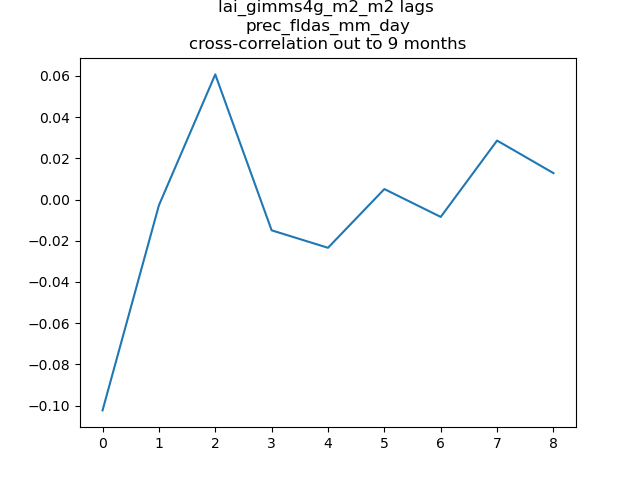 lai_gimms4g_m2_m2 lags
prec_fldas_mm_day
cross-correlation out to 9 months
0.06
0.04
0.02
0.00
−0.02
−0.04
−0.06
−0.08
−0.10
0 1 2 3 4 5 6 7 8